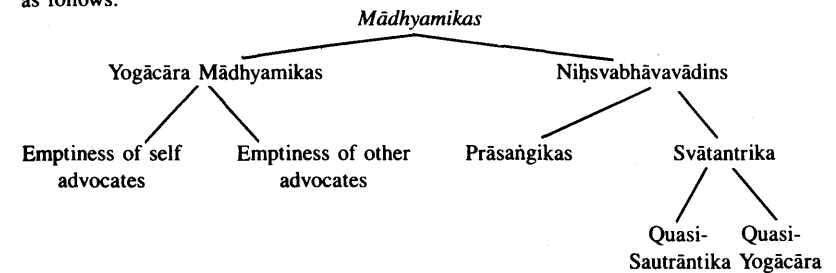 as follows:
Mādhyamikas
Yogācāra Mādhyamikas Niḥsvabhāvavādins
Emptiness of self Emptiness of other Prāsaṅgikas Svātantrika
advocates advocates
Quasi- Quasi-
Sautrāntika Yogācāra